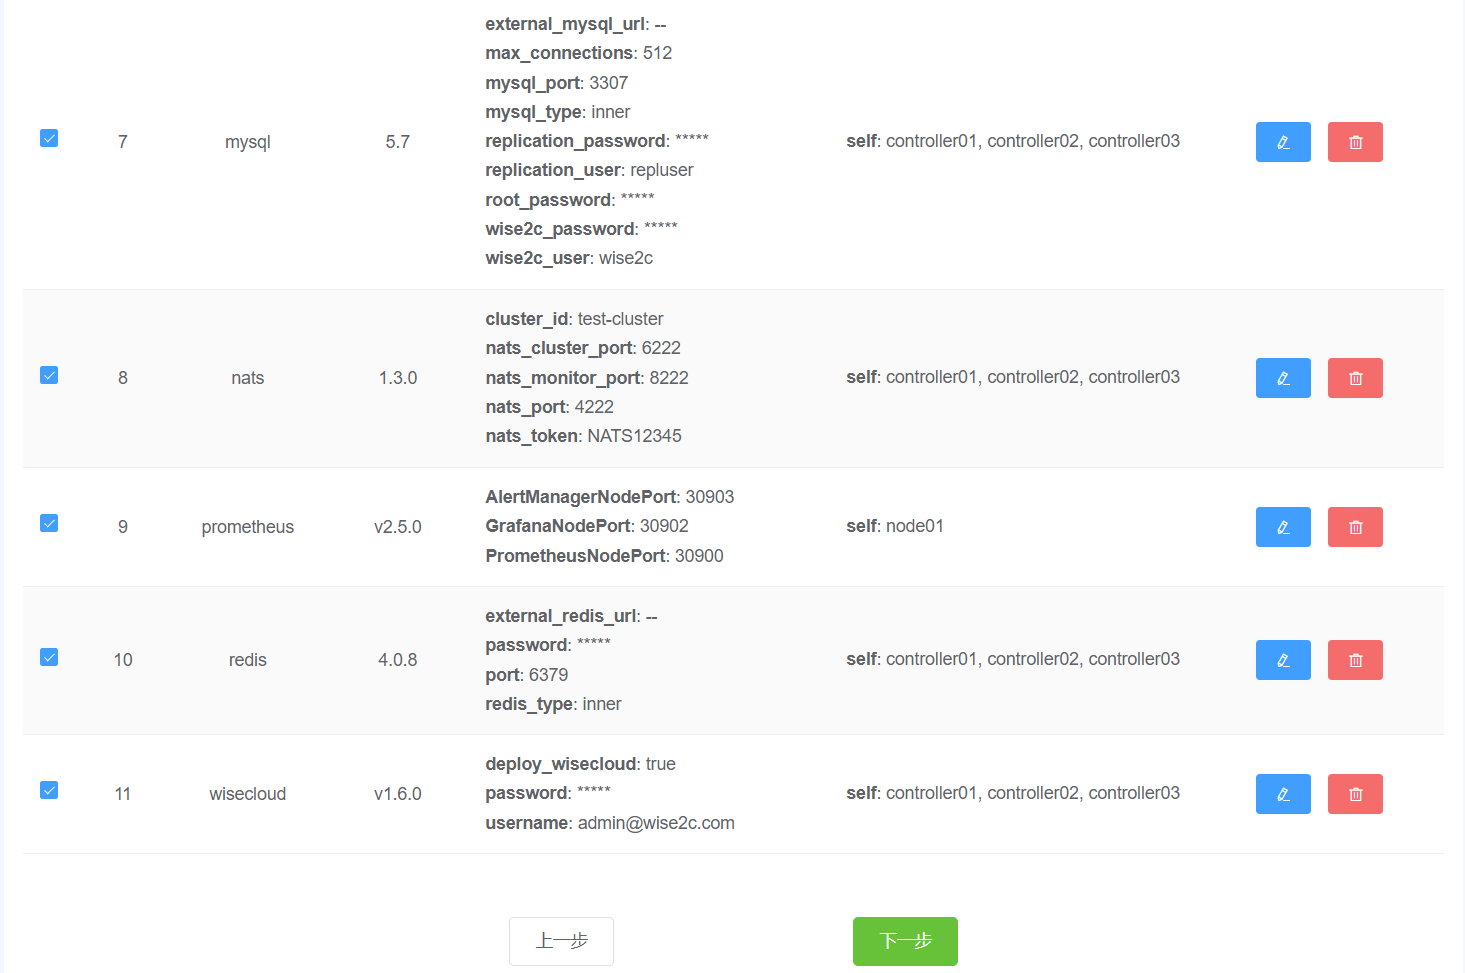 external_mysql_url: --
max_connections: 512
mysql_port: 3307
mysql_type: inner
7 mysql 5.7 replication_password: ***** self: controller01, controller02, controller03
replication_user: repluser
root_password: *****
wise2c_password: *****
wise2c_user: wise2c
cluster_id: test-cluster
nats_cluster_port: 6222
8 nats 1.3.0 nats_monitor_port: 8222 self: controller01, controller02, controller03
nats_port: 4222
nats_token: NATS12345
AlertManagerNodePort: 30903
9 prometheus v2.5.0 GrafanaNodePort: 30902 self: node01
PrometheusNodePort: 30900
external_redis_url: --
password: *****
10 redis 4.0.8 port: 6379 self: controller01, controller02, controller03
redis_type: inner
deploy_wisecloud: true
11 wisecloud v1.6.0 password: ***** self: controller01, controller02, controller03
username: admin@wise2c.com
上一步 下一步